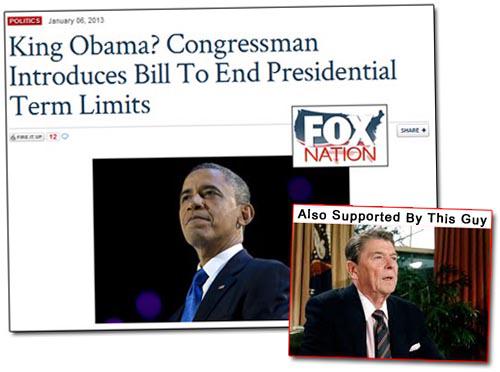 POLITICS January 06, 2013
King Obama? Congressman
Introduces Bill To End Presidential
Term Limits
FIRE IT UP 12
SHARE +
FOX
NATION
Also Supported By This Guy